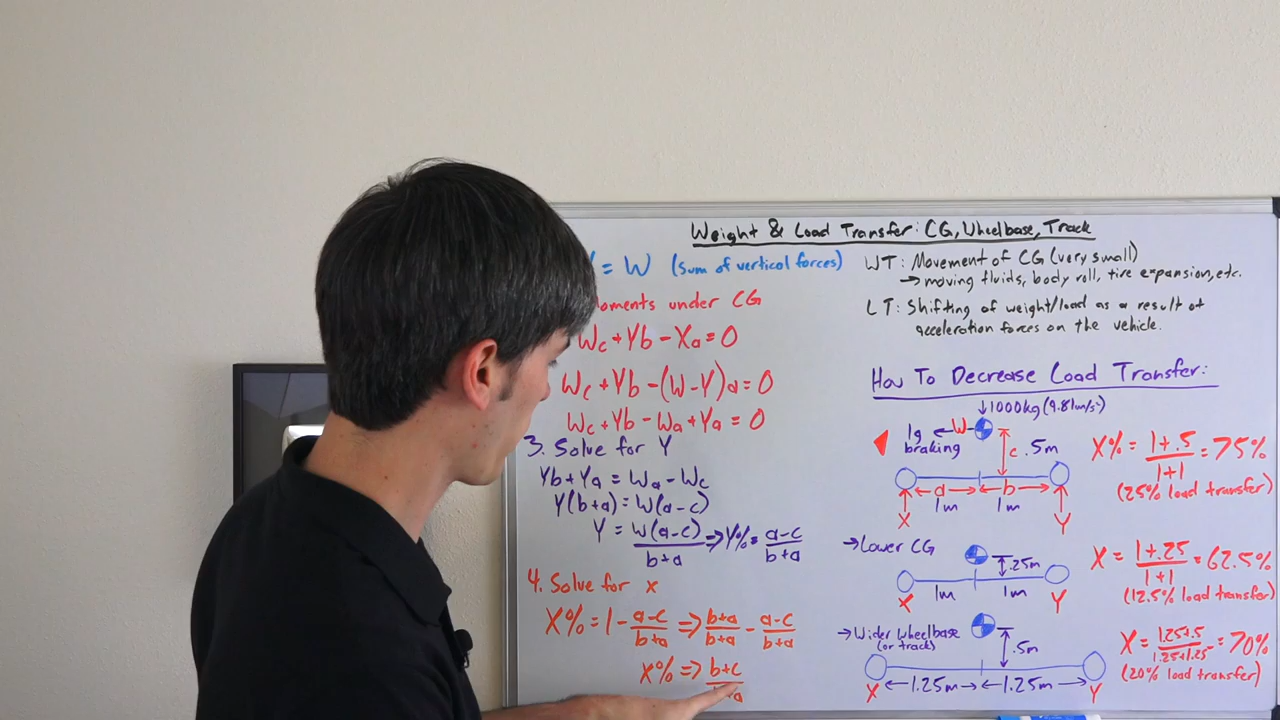 Weight & Load Transfer: CG, Wheelbase, Track
= W (sum of vertical forces)
Moments under CG
Wc + Yb - Xa = 0
Wc + Yb - (W - Y)a = 0
Wc + Yb - Wa + Ya = 0
3. Solve for Y
Yb + Ya = Wa - Wc
Y(b+a) = W(a-c)
Y = W(a-c)/b+a => Y% = a-c/b+a
4. Solve for x
X% = 1 - a-c/b+a => b+a/b+a - a-c/b+a
X% => b+c/
a
WT: Movement of CG (very small)
→ moving fluids, body roll, tire expansion, etc.
LT: Shifting of weight/load as a result of
acceleration forces on the vehicle.
How To Decrease Load Transfer:
↓1000kg (9.81m/s²)
1g ← W
braking
c .5m
a b
1m 1m
X Y
X% = 1+.5/1+1 = 75%
(25% load transfer)
→ Lower CG
.25m
1m 1m
X Y
X = 1+.25/1+1 = 62.5%
(12.5% load transfer)
→ Wider wheelbase
(or track)
.5m
X ← 1.25m → ← 1.25m → Y
X = 1.25+.5/1.25+1.25 = 70%
(20% load transfer)